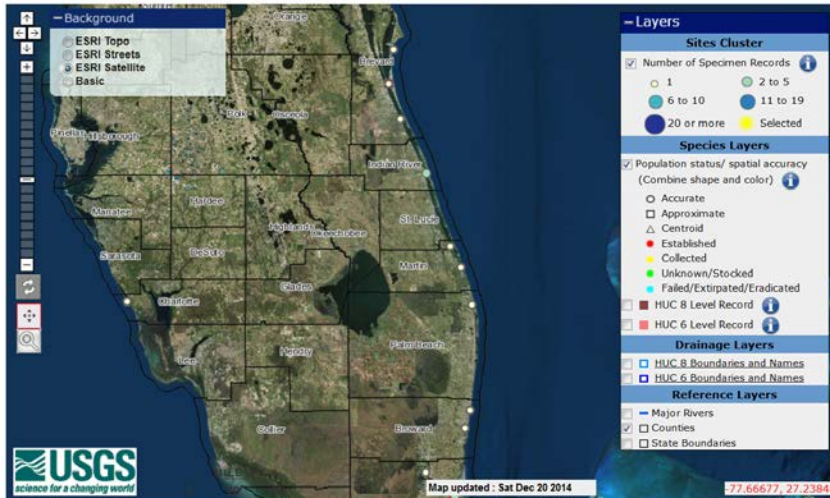 Background
ESRI Topo
ESRI Streets
ESRI Satellite
Basic
Orange
Brevard
Polk
Osceola
Pinellas
Hillsborough
Indian River
Manatee
Hardee
St. Lucie
Highlands
Okeechobee
Sarasota
DeSoto
Martin
Charlotte
Glades
Lee
Hendry
Palm Beach
Collier
Broward
USGS
science for a changing world
Map updated : Sat Dec 20 2014
Layers
Sites Cluster
Number of Specimen Records
1
2 to 5
6 to 10
11 to 19
20 or more
Selected
Species Layers
Population status/ spatial accuracy
(Combine shape and color)
Accurate
Approximate
Centroid
Established
Collected
Unknown/Stocked
Failed/Extirpated/Eradicated
HUC 8 Level Record
HUC 6 Level Record
Drainage Layers
HUC 8 Boundaries and Names
HUC 6 Boundaries and Names
Reference Layers
Major Rivers
Counties
State Boundaries
-77.66677, 27.2384